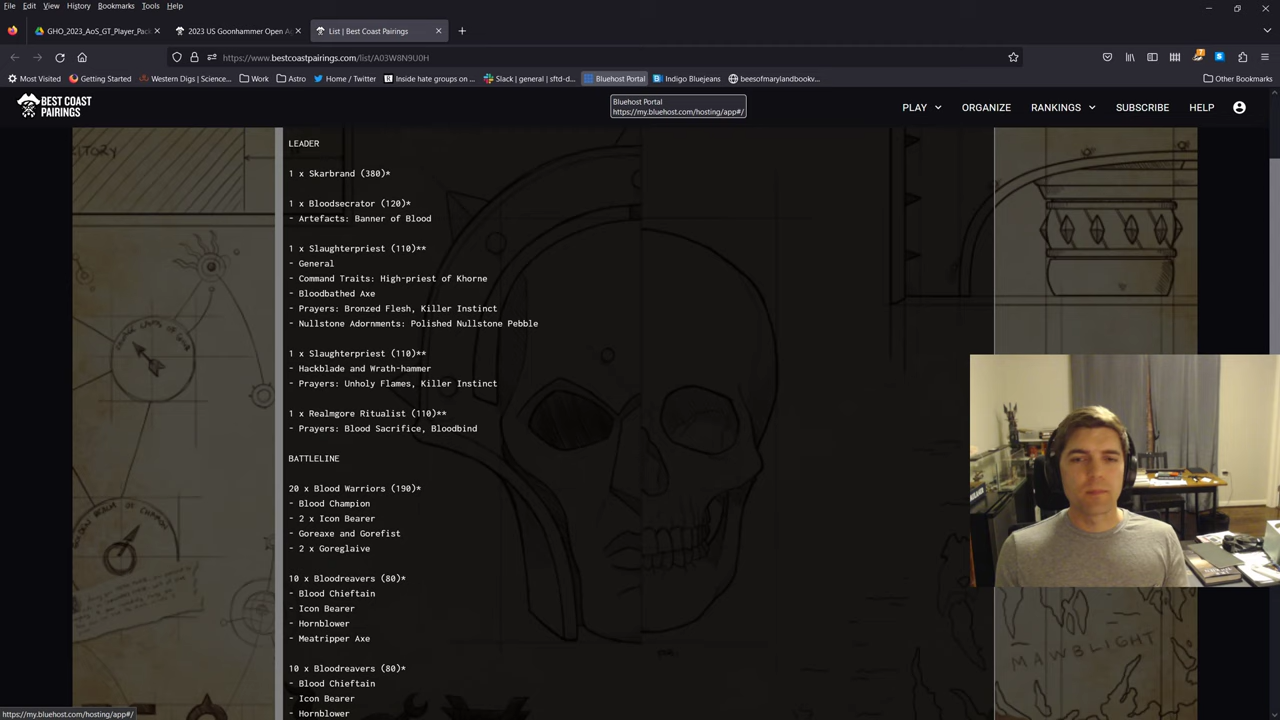 File Edit View History Bookmarks Tools Help
GHO_2023_AoS_GT_Player_Pack
2023 US Goonhammer Open A
List | Best Coast Pairings
https://www.bestcoastpairings.com/list/A03W8N9U0H
Most Visited Getting Started Western Digs | Science... Work Astro Home / Twitter Inside hate groups on ... Slack | general | sftd-d... Bluehost Portal Indigo Bluejeans beesofmarylandbookv... Other Bookmarks
Bluehost Portal
https://my.bluehost.com/hosting/app#/
BEST COAST
PAIRINGS
PLAY ORGANIZE RANKINGS SUBSCRIBE HELP
LEADER
1 x Skarbrand (380)*
1 x Bloodsecrator (120)*
- Artefacts: Banner of Blood
1 x Slaughterpriest (110)**
- General
- Command Traits: High-priest of Khorne
- Bloodbathed Axe
- Prayers: Bronzed Flesh, Killer Instinct
- Nullstone Adornments: Polished Nullstone Pebble
1 x Slaughterpriest (110)**
- Hackblade and Wrath-hammer
- Prayers: Unholy Flames, Killer Instinct
1 x Realmgore Ritualist (110)**
- Prayers: Blood Sacrifice, Bloodbind
BATTLELINE
20 x Blood Warriors (190)*
- Blood Champion
- 2 x Icon Bearer
- Goreaxe and Gorefist
- 2 x Goreglaive
10 x Bloodreavers (80)*
- Blood Chieftain
- Icon Bearer
- Hornblower
- Meatripper Axe
10 x Bloodreavers (80)*
- Blood Chieftain
- Icon Bearer
- Hornblower
MAWBLIGHT
https://my.bluehost.com/hosting/app#/